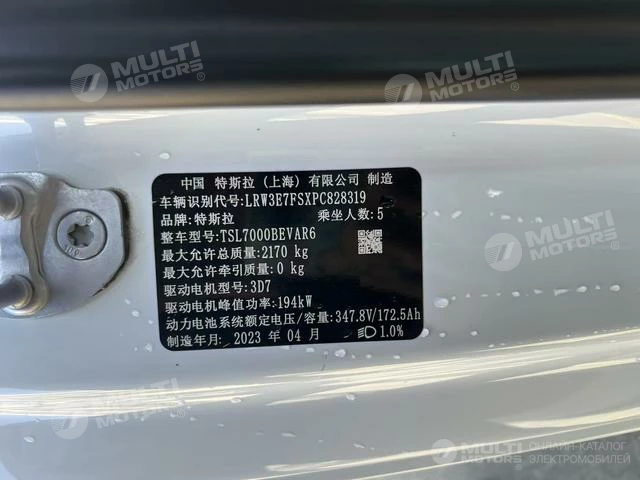 MULTI
MOTORS
MULTI
MOTORS
中国 特斯拉 (上海) 有限公司 制造
车辆识别代号: LRW3E7FSXPC828319
品牌: 特斯拉 乘坐人数: 5
整车型号: TSL7000BEVAR6
最大允许总质量: 2170 kg
最大允许牵引质量: 0 kg
驱动电机型号: 3D7
驱动电机峰值功率: 194kW
动力电池系统额定电压/容量: 347.8V/172.5Ah
制造年月: 2023 年 04 月 1.0%
MULTI
MOTORS
MULTI
MOTORS
ОНЛАЙН-КАТАЛОГ
ЭЛЕКТРОМОБИЛЕЙ